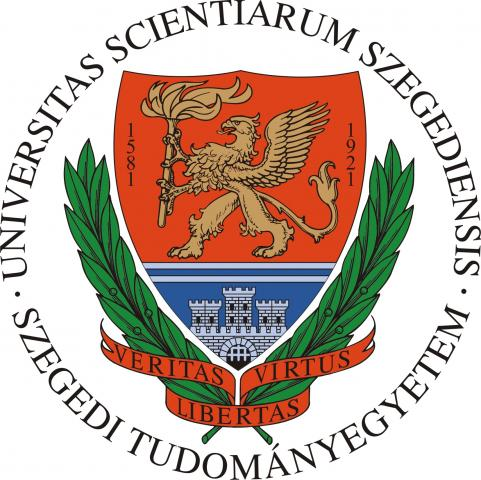 · UNIVERSITAS SCIENTIARUM SZEGEDIENSIS ·
1581
1921
VERITAS
VIRTUS
LIBERTAS
SZEGEDI TUDOMÁNYEGYETEM